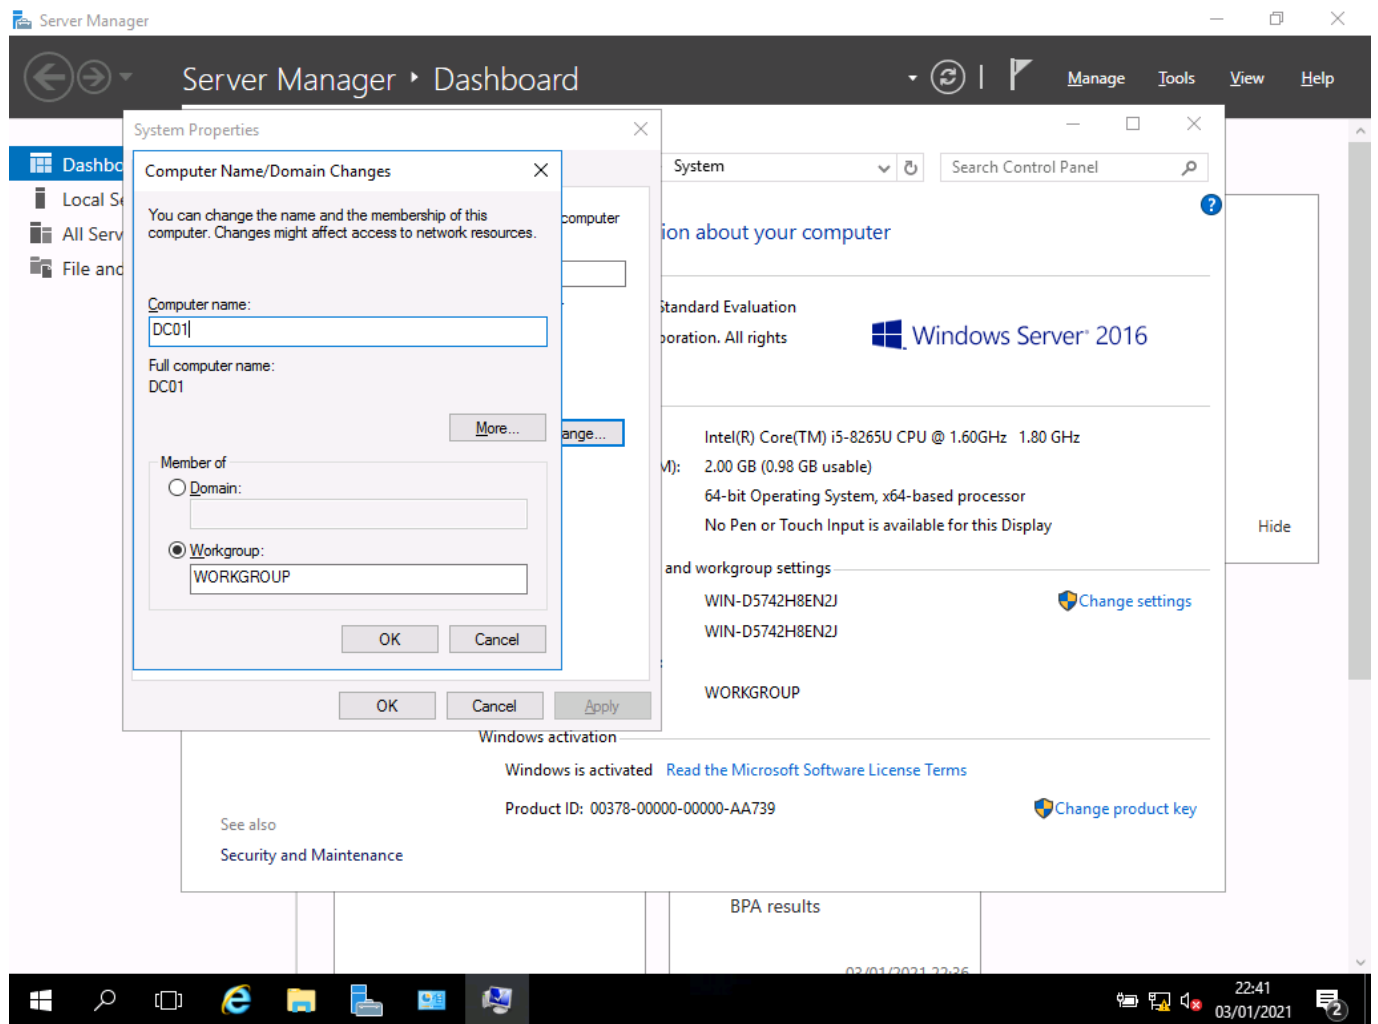 Server Manager
Server Manager • Dashboard
Manage Tools View Help
Dashbo
Local Se
All Serv
File and
System Properties
Computer Name/Domain Changes
You can change the name and the membership of this
computer. Changes might affect access to network resources.
Computer name:
DC01
Full computer name:
DC01
More...
Member of
Domain:
Workgroup:
WORKGROUP
OK Cancel
computer
ange...
OK Cancel Apply
System
Search Control Panel
ion about your computer
Standard Evaluation
poration. All rights
Windows Server® 2016
Intel(R) Core(TM) i5-8265U CPU @ 1.60GHz 1.80 GHz
M): 2.00 GB (0.98 GB usable)
64-bit Operating System, x64-based processor
No Pen or Touch Input is available for this Display
and workgroup settings
WIN-D5742H8EN2J
Change settings
WIN-D5742H8EN2J
WORKGROUP
Windows activation
Windows is activated Read the Microsoft Software License Terms
Product ID: 00378-00000-00000-AA739
Change product key
See also
Security and Maintenance
Hide
BPA results
03/01/2021 22:36
22:41
03/01/2021
2